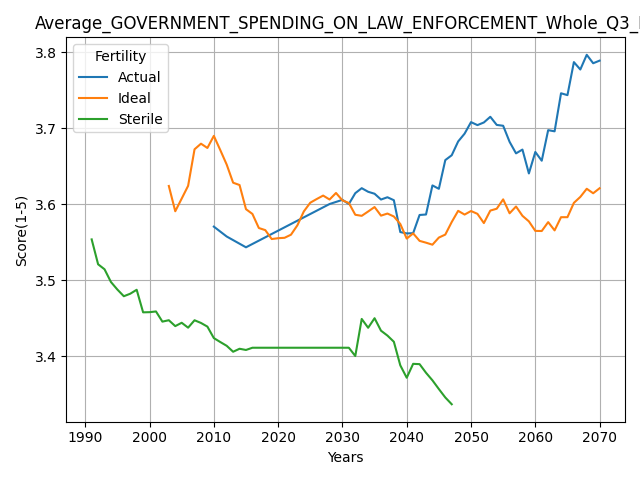 Average_GOVERNMENT_SPENDING_ON_LAW_ENFORCEMENT_Whole_Q3_
Fertility
Actual
Ideal
Sterile
Score(1-5)
3.8
3.7
3.6
3.5
3.4
1990 2000 2010 2020 2030 2040 2050 2060 2070
Years